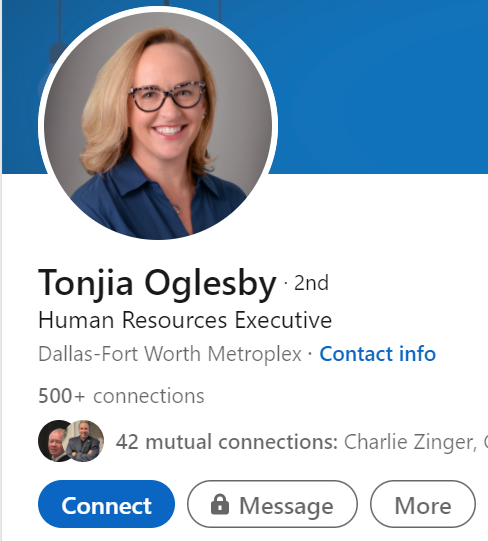 Tonjia Oglesby · 2nd
Human Resources Executive
Dallas-Fort Worth Metroplex · Contact info
500+ connections
42 mutual connections: Charlie Zinger,
Connect Message More